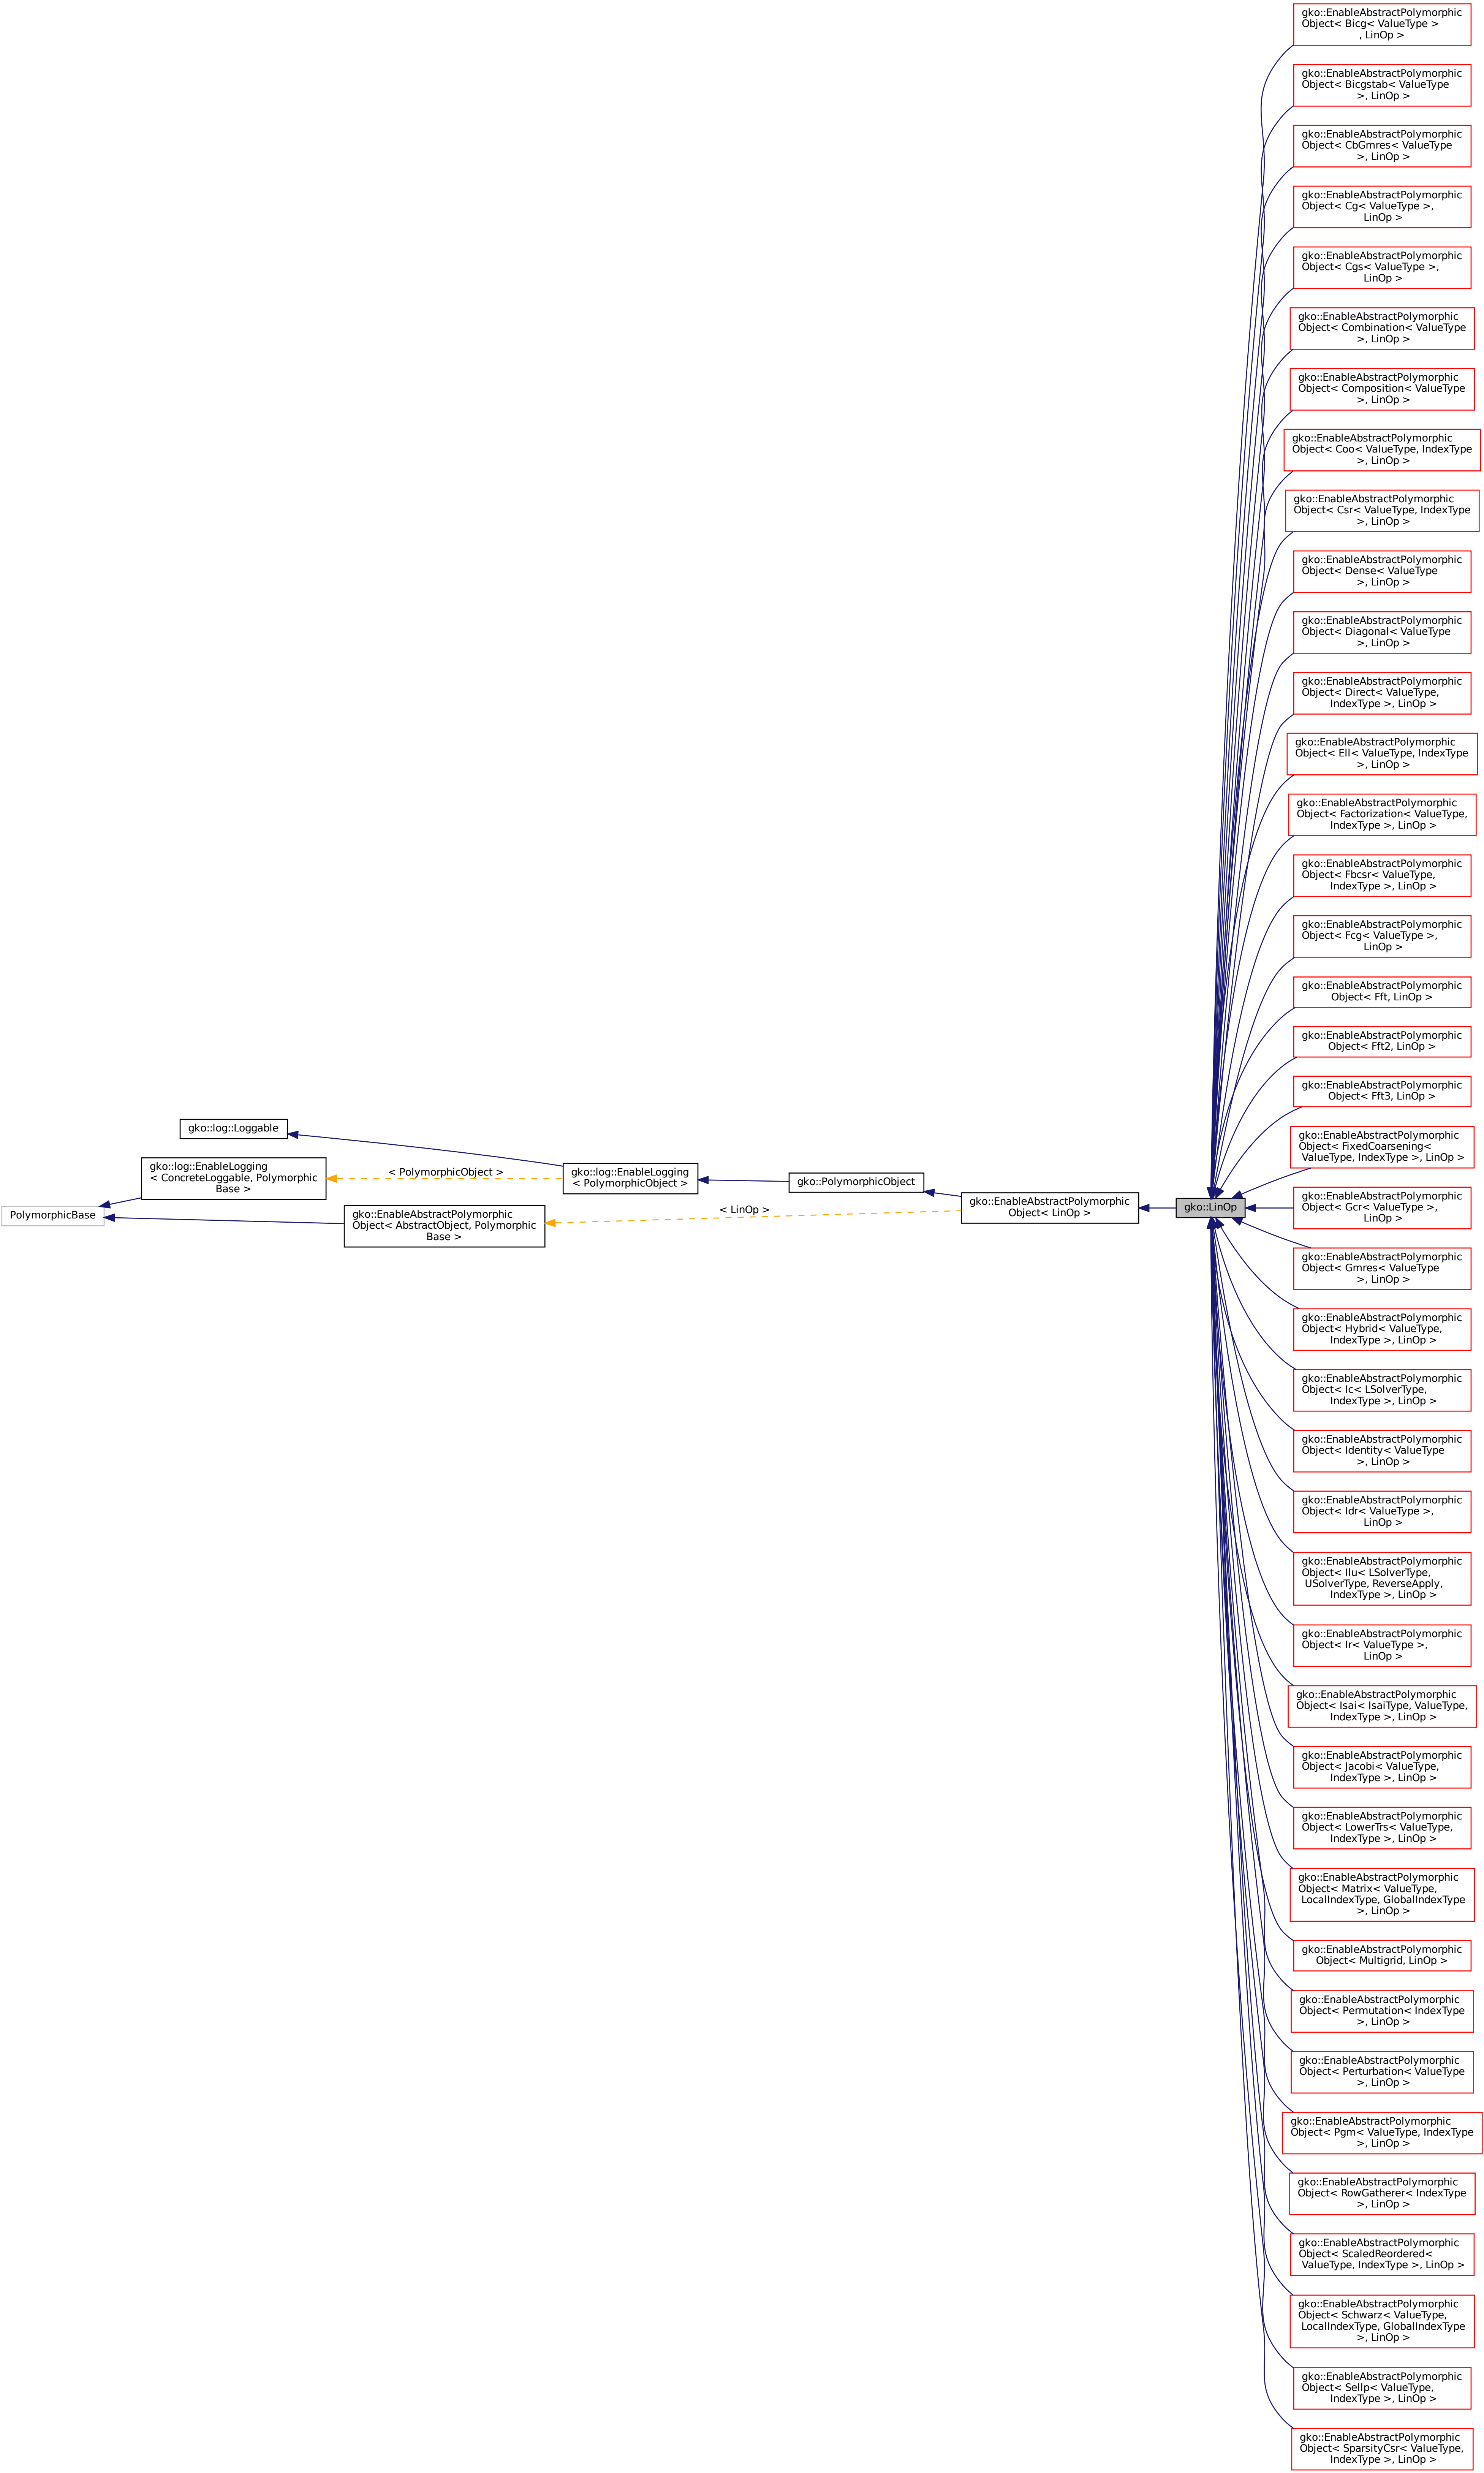 gko::EnableAbstractPolymorphic
Object< Bicg< ValueType >
, LinOp >
gko::EnableAbstractPolymorphic
Object< Bicgstab< ValueType
>, LinOp >
gko::EnableAbstractPolymorphic
Object< CbGmres< ValueType
>, LinOp >
gko::EnableAbstractPolymorphic
Object< Cg< ValueType >,
LinOp >
gko::EnableAbstractPolymorphic
Object< Cgs< ValueType >,
LinOp >
gko::EnableAbstractPolymorphic
Object< Combination< ValueType
>, LinOp >
gko::EnableAbstractPolymorphic
Object< Composition< ValueType
>, LinOp >
gko::EnableAbstractPolymorphic
Object< Coo< ValueType, IndexType
>, LinOp >
gko::EnableAbstractPolymorphic
Object< Csr< ValueType, IndexType
>, LinOp >
gko::EnableAbstractPolymorphic
Object< Dense< ValueType
>, LinOp >
gko::EnableAbstractPolymorphic
Object< Diagonal< ValueType
>, LinOp >
gko::EnableAbstractPolymorphic
Object< Direct< ValueType,
IndexType >, LinOp >
gko::EnableAbstractPolymorphic
Object< Ell< ValueType, IndexType
>, LinOp >
gko::EnableAbstractPolymorphic
Object< Factorization< ValueType,
IndexType >, LinOp >
gko::EnableAbstractPolymorphic
Object< Fbcsr< ValueType,
IndexType >, LinOp >
gko::EnableAbstractPolymorphic
Object< Fcg< ValueType >,
LinOp >
gko::EnableAbstractPolymorphic
Object< Fft, LinOp >
gko::EnableAbstractPolymorphic
Object< Fft2, LinOp >
gko::EnableAbstractPolymorphic
Object< Fft3, LinOp >
gko::log::Loggable
gko::log::EnableLogging
< ConcreteLoggable, Polymorphic
Base >
< PolymorphicObject >
gko::log::EnableLogging
< PolymorphicObject >
gko::PolymorphicObject
PolymorphicBase
gko::EnableAbstractPolymorphic
Object< AbstractObject, Polymorphic
Base >
< LinOp >
gko::EnableAbstractPolymorphic
Object< LinOp >
gko::LinOp
gko::EnableAbstractPolymorphic
Object< FixedCoarsening<
ValueType, IndexType >, LinOp >
gko::EnableAbstractPolymorphic
Object< Gcr< ValueType >,
LinOp >
gko::EnableAbstractPolymorphic
Object< Gmres< ValueType
>, LinOp >
gko::EnableAbstractPolymorphic
Object< Hybrid< ValueType,
IndexType >, LinOp >
gko::EnableAbstractPolymorphic
Object< Ic< LSolverType,
IndexType >, LinOp >
gko::EnableAbstractPolymorphic
Object< Identity< ValueType
>, LinOp >
gko::EnableAbstractPolymorphic
Object< Idr< ValueType >,
LinOp >
gko::EnableAbstractPolymorphic
Object< Ilu< LSolverType,
USolverType, ReverseApply,
IndexType >, LinOp >
gko::EnableAbstractPolymorphic
Object< Ir< ValueType >,
LinOp >
gko::EnableAbstractPolymorphic
Object< Isai< IsaiType, ValueType,
IndexType >, LinOp >
gko::EnableAbstractPolymorphic
Object< Jacobi< ValueType,
IndexType >, LinOp >
gko::EnableAbstractPolymorphic
Object< LowerTrs< ValueType,
IndexType >, LinOp >
gko::EnableAbstractPolymorphic
Object< Matrix< ValueType,
LocalIndexType, GlobalIndexType
>, LinOp >
gko::EnableAbstractPolymorphic
Object< Multigrid, LinOp >
gko::EnableAbstractPolymorphic
Object< Permutation< IndexType
>, LinOp >
gko::EnableAbstractPolymorphic
Object< Perturbation< ValueType
>, LinOp >
gko::EnableAbstractPolymorphic
Object< Pgm< ValueType, IndexType
>, LinOp >
gko::EnableAbstractPolymorphic
Object< RowGatherer< IndexType
>, LinOp >
gko::EnableAbstractPolymorphic
Object< ScaledReordered<
ValueType, IndexType >, LinOp >
gko::EnableAbstractPolymorphic
Object< Schwarz< ValueType,
LocalIndexType, GlobalIndexType
>, LinOp >
gko::EnableAbstractPolymorphic
Object< Sellp< ValueType,
IndexType >, LinOp >
gko::EnableAbstractPolymorphic
Object< SparsityCsr< ValueType,
IndexType >, LinOp >